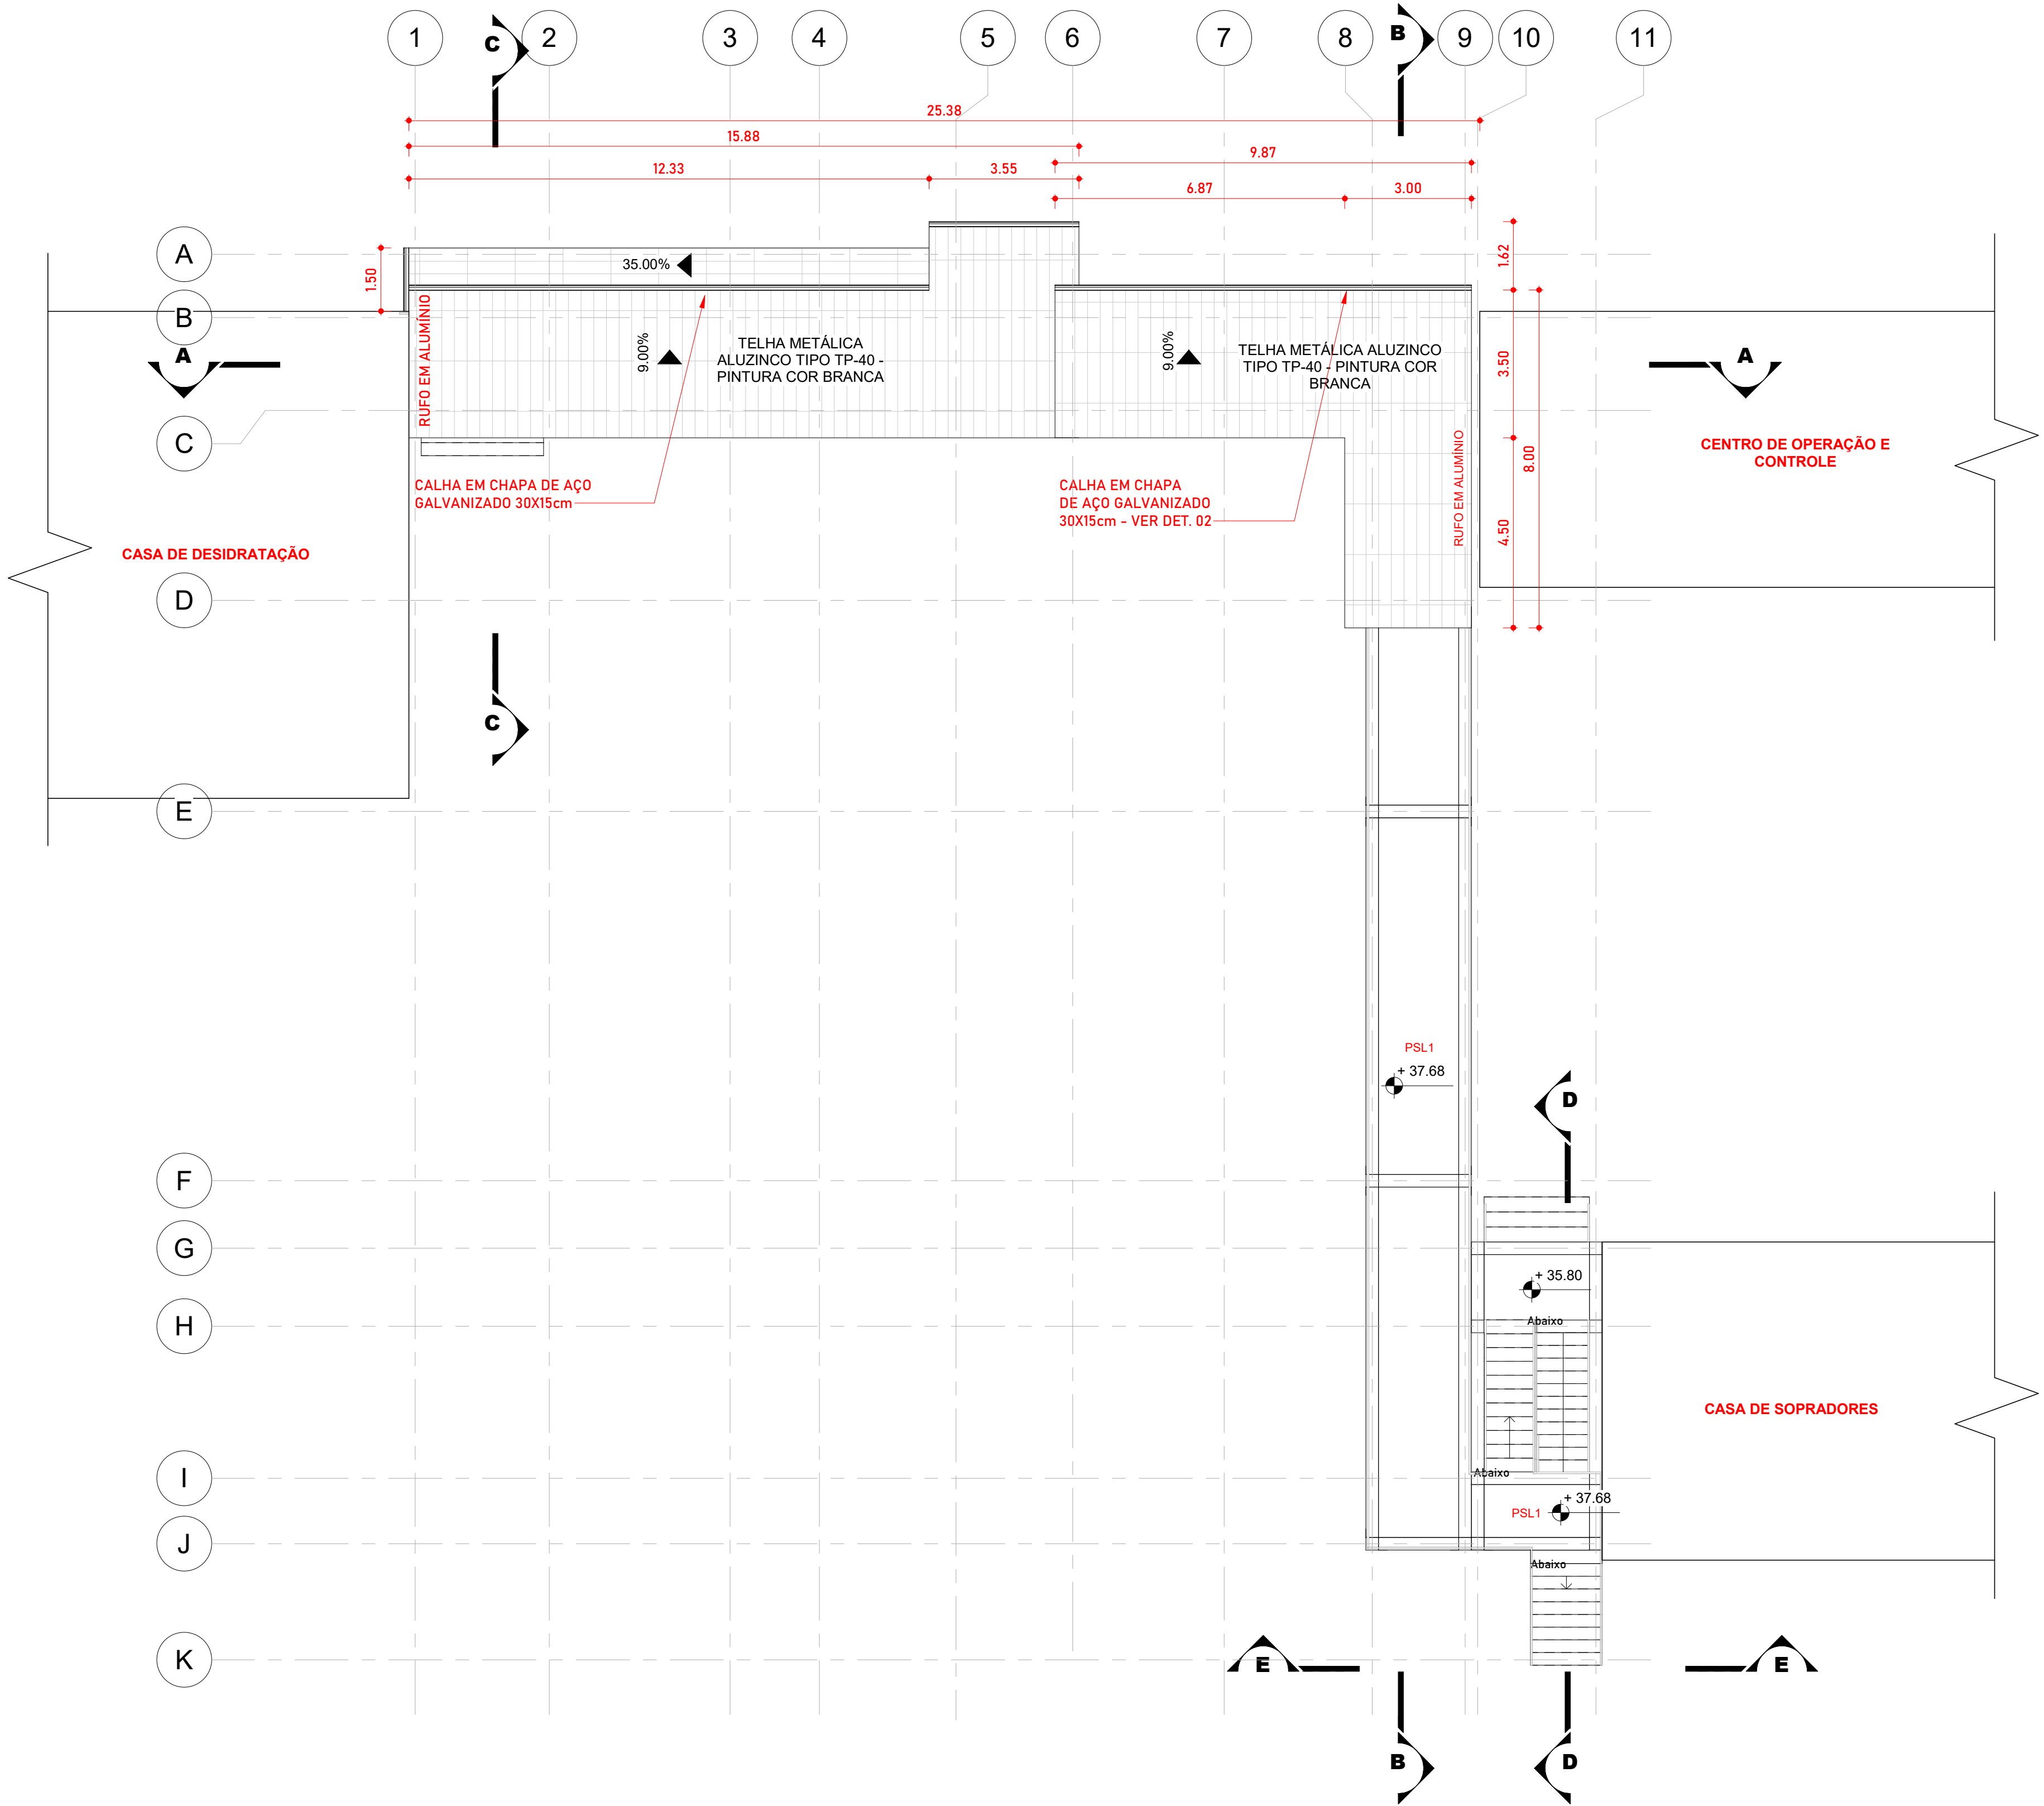 1
C
2
3
4
5
6
7
8
B
9
10
11
25.38
15.88
9.87
12.33
3.55
6.87
3.00
A
35.00%
1.50
1.62
B
RUFO EM ALUMÍNIO
9.00%
TELHA METÁLICA
ALUZINCO TIPO TP-40 -
PINTURA COR BRANCA
9.00%
TELHA METÁLICA ALUZINCO
TIPO TP-40 - PINTURA COR
BRANCA
3.50
A
A
C
RUFO EM ALUMÍNIO
8.00
4.50
CENTRO DE OPERAÇÃO E
CONTROLE
CALHA EM CHAPA DE AÇO
GALVANIZADO 30X15cm
CALHA EM CHAPA
DE AÇO GALVANIZADO
30X15cm - VER DET. 02
CASA DE DESIDRATAÇÃO
D
C
E
PSL1
+ 37.68
D
F
G
+ 35.80
H
Abaixo
CASA DE SOPRADORES
I
Abaixo
+ 37.68
PSL1
J
Abaixo
K
E
E
B
D